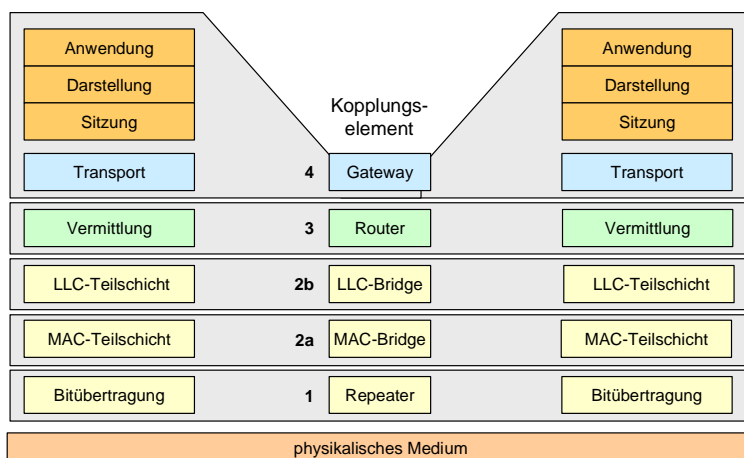 Anwendung
Anwendung
Darstellung
Darstellung
Kopplungs-
element
Sitzung
Sitzung
Transport
4
Gateway
Transport
Vermittlung
3
Router
Vermittlung
LLC-Teilschicht
2b
LLC-Bridge
LLC-Teilschicht
MAC-Teilschicht
2a
MAC-Bridge
MAC-Teilschicht
Bitübertragung
1
Repeater
Bitübertragung
physikalisches Medium